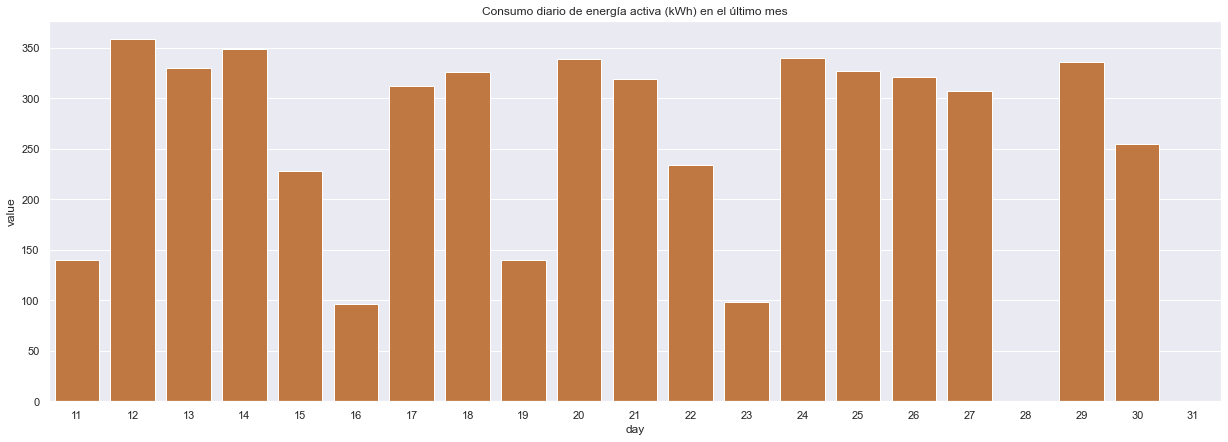 Consumo diario de energía activa (kWh) en el último mes
350
300
250
200
150
100
50
0
value
11 12 13 14 15 16 17 18 19 20 21 22 23 24 25 26 27 28 29 30 31
day